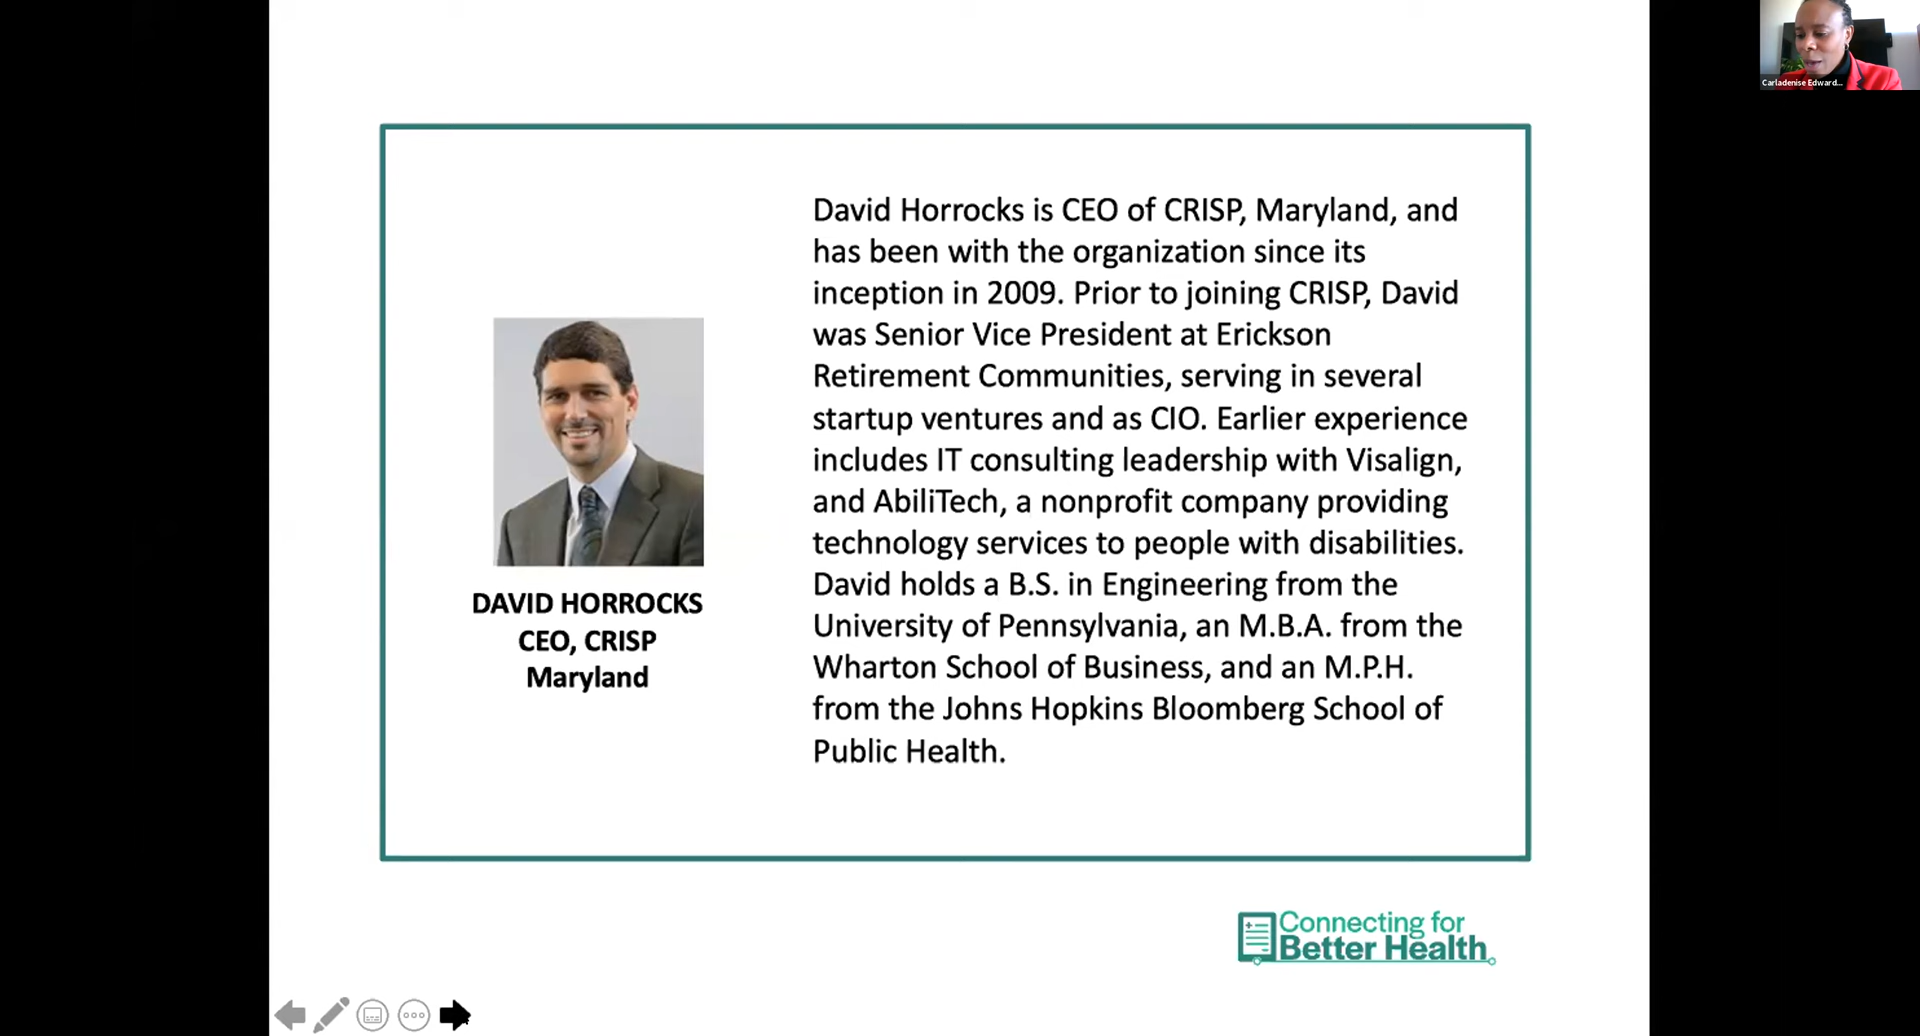 Carladenise Edward...
David Horrocks is CEO of CRISP, Maryland, and
has been with the organization since its
inception in 2009. Prior to joining CRISP, David
was Senior Vice President at Erickson
Retirement Communities, serving in several
startup ventures and as CIO. Earlier experience
includes IT consulting leadership with Visalign,
and AbiliTech, a nonprofit company providing
technology services to people with disabilities.
David holds a B.S. in Engineering from the
University of Pennsylvania, an M.B.A. from the
Wharton School of Business, and an M.P.H.
from the Johns Hopkins Bloomberg School of
Public Health.
DAVID HORROCKS
CEO, CRISP
Maryland
Connecting for
Better Health